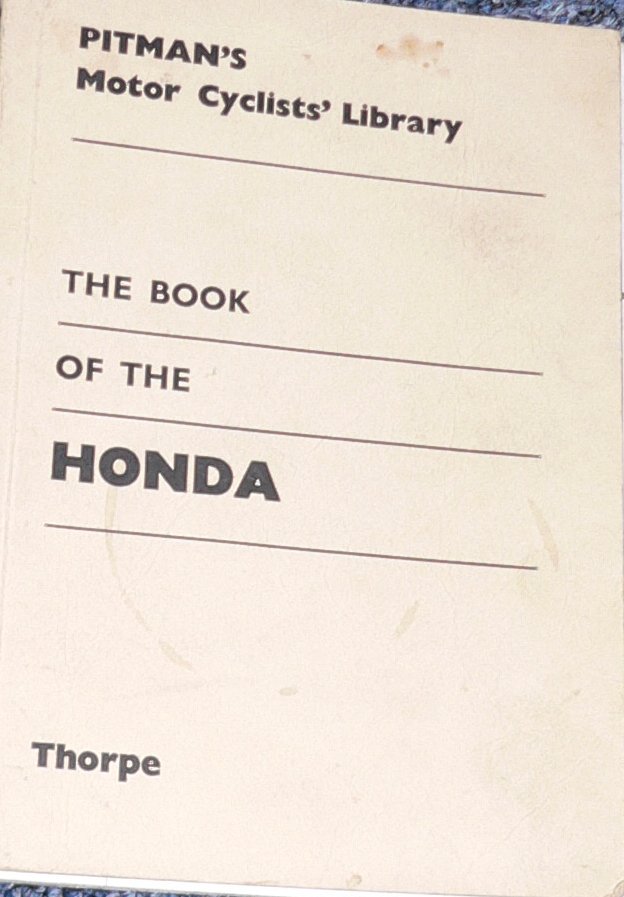 PITMAN'S
Motor Cyclists' Library
THE BOOK
OF THE
HONDA
Thorpe